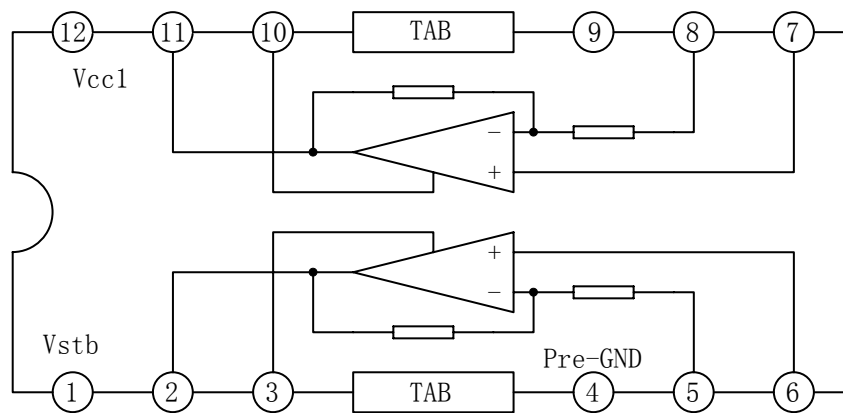 12 11 10 TAB 9 8 7
Vcc1
−
+
+
−
Vstb Pre-GND
1 2 3 TAB 4 5 6